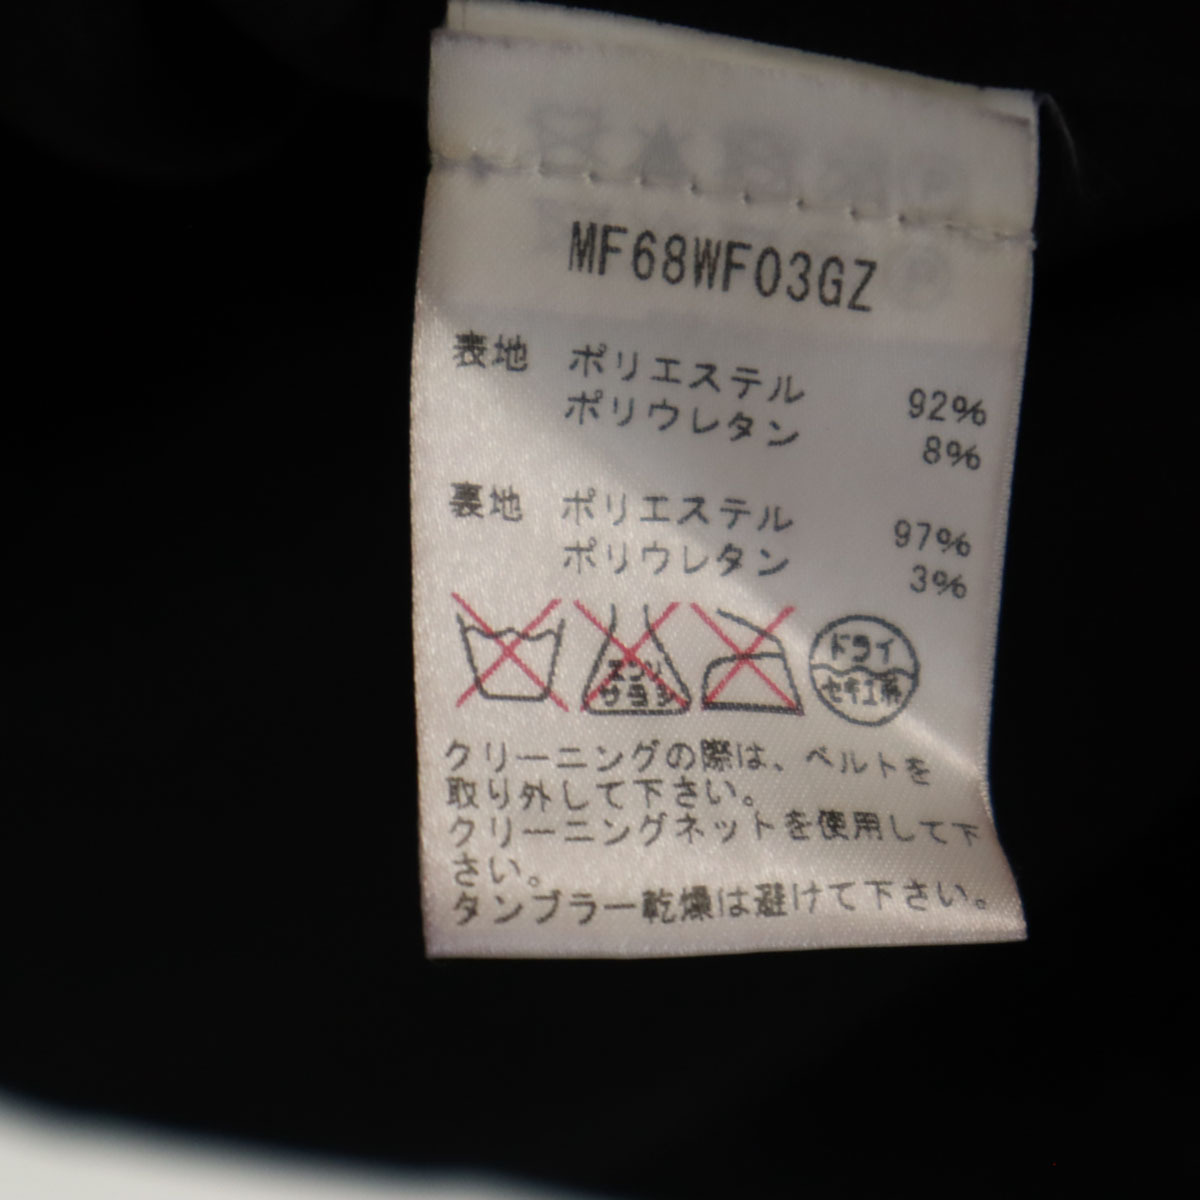 MF68WF03GZ
表地 ポリエステル 92%
ポリウレタン 8%
裏地 ポリエステル 97%
ポリウレタン 3%
エンソ
サラシ
ドライ
セキユ系
クリーニングの際は、ベルトを
取り外して下さい。
クリーニングネットを使用して下
さい。
タンブラー乾燥は避けて下さい。